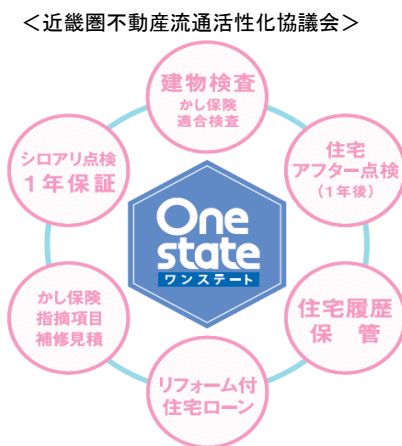 ＜近畿圏不動産流通活性化協議会＞
建物検査
かし保険
適合検査
シロアリ点検
1年保証
住宅
アフター点検
（1年後）
One
state
ワンステート
かし保険
指摘項目
補修見積
住宅履歴
保　管
リフォーム付
住宅ローン